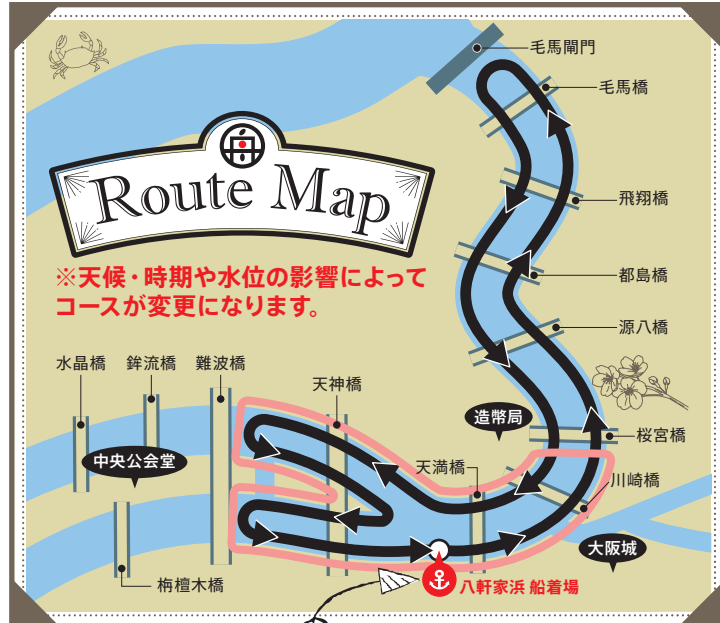 毛馬閘門
毛馬橋
Route Map
飛翔橋
※天候・時期や水位の影響によって
コースが変更になります。
都島橋
源八橋
水晶橋
鉾流橋
難波橋
天神橋
造幣局
桜宮橋
中央公会堂
天満橋
川崎橋
大阪城
栴檀木橋
八軒家浜 船着場